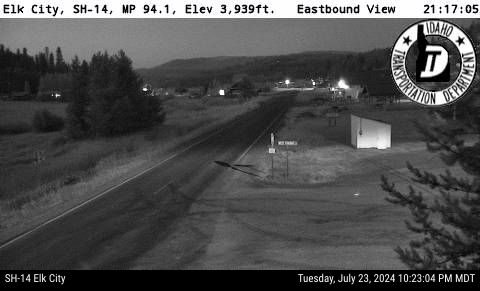 Elk City, SH-14, MP 94.1, Elev 3,939ft. Eastbound View 21:17:05
IDAHO
TRANSPORTATION DEPARTMENT
SH-14 Elk City Tuesday, July 23, 2024 10:23:04 PM MDT